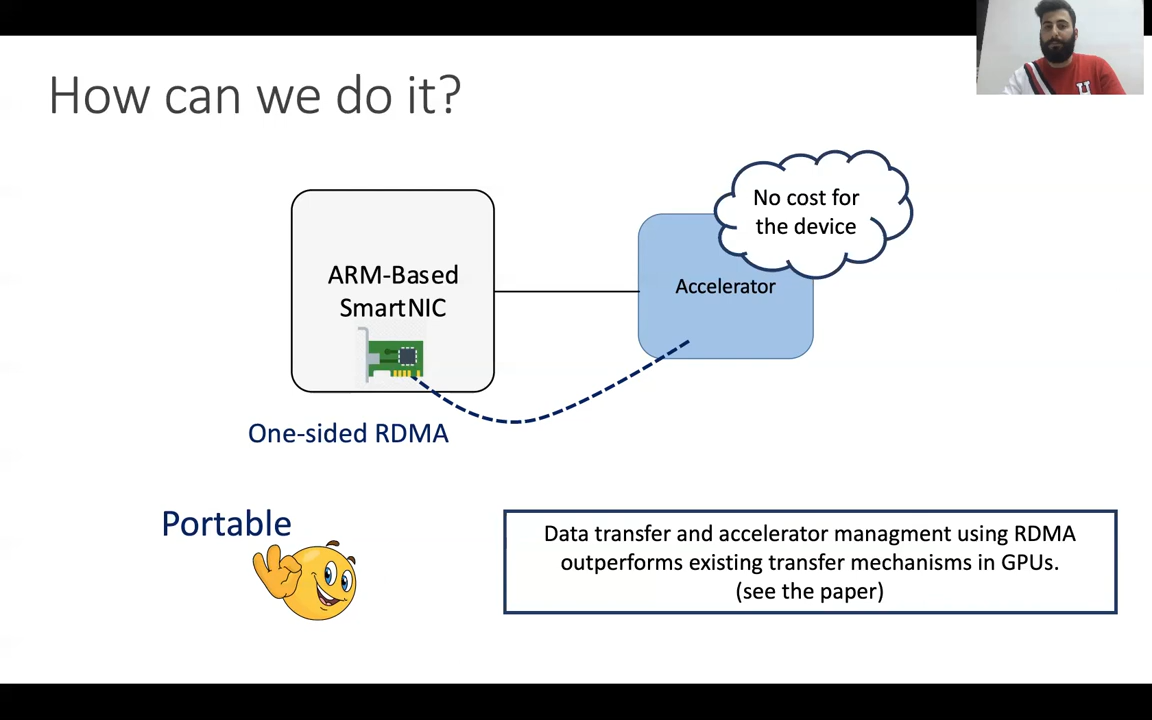 How can we do it?
No cost for
the device
ARM-Based
SmartNIC
Accelerator
One-sided RDMA
Portable
Data transfer and accelerator managment using RDMA
outperforms existing transfer mechanisms in GPUs.
(see the paper)